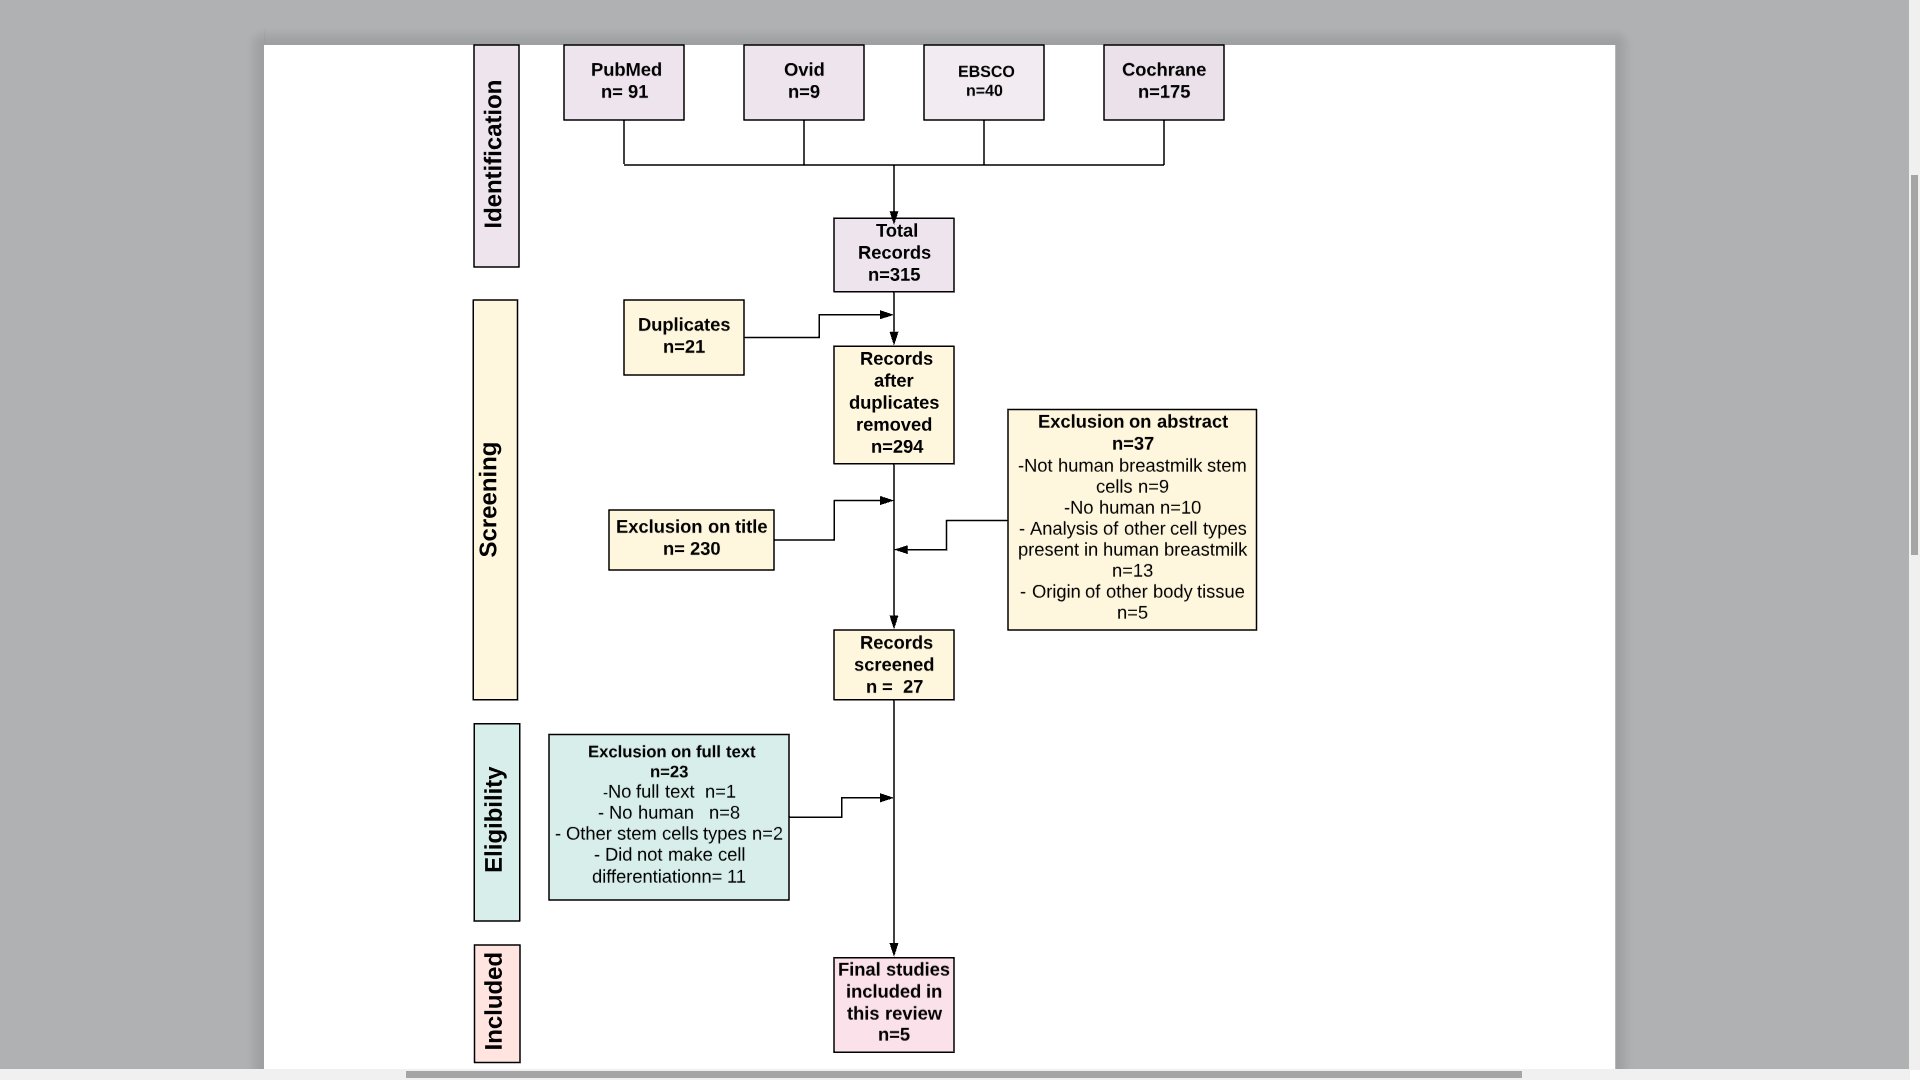 Identification
PubMed
n= 91
Ovid
n=9
EBSCO
n=40
Cochrane
n=175
Total
Records
n=315
Screening
Duplicates
n=21
Records
after
duplicates
removed
n=294
Exclusion on abstract
n=37
-Not human breastmilk stem
cells n=9
-No human n=10
- Analysis of other cell types
present in human breastmilk
n=13
- Origin of other body tissue
n=5
Exclusion on title
n= 230
Records
screened
n =  27
Eligibility
Exclusion on full text
n=23
-No full text  n=1
- No human   n=8
- Other stem cells types n=2
- Did not make cell
differentiationn= 11
Included
Final studies
included in
this review
n=5